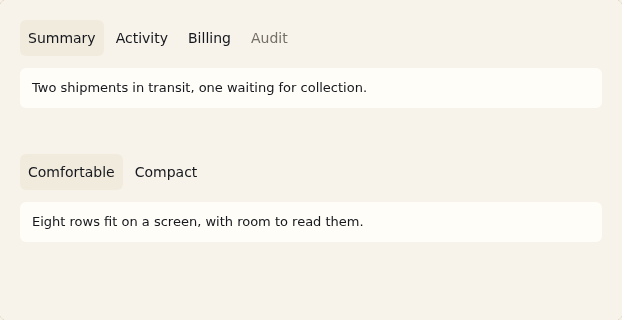 Summary Activity Billing Audit
Two shipments in transit, one waiting for collection.
Comfortable Compact
Eight rows fit on a screen, with room to read them.